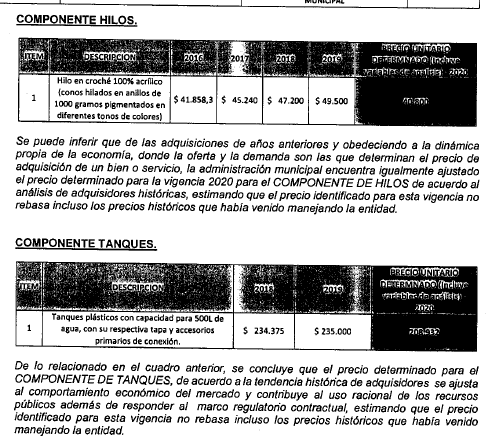 MUNICIPAL
COMPONENTE HILOS.
ITEM DESCRIPCION 2016 2017 2018 2019 PRECIO UNITARIO DETERMINADO (Incluye variables de análisis) - 2020
1 Hilo en croché 100% acrílico (conos hilados en anillos de 1000 gramos pigmentados en diferentes tonos de colores) $ 41.858,3 $ 45.240 $ 47.200 $ 49.500
Se puede inferir que de las adquisiciones de años anteriores y obedeciendo a la dinámica
propia de la economía, donde la oferta y la demanda son las que determinan el precio de
adquisición de un bien o servicio, la administración municipal encuentra igualmente ajustado
el precio determinado para la vigencia 2020 para el COMPONENTE DE HILOS de acuerdo al
análisis de adquisidores históricas, estimando que el precio identificado para esta vigencia no
rebasa incluso los precios históricos que había venido manejando la entidad.
COMPONENTE TANQUES.
ITEM DESCRIPCION 2018 2019 PRECIO UNITARIO DETERMINADO (Incluye variables de análisis) - 2020
1 Tanques plásticos con capacidad para 500L de agua, con su respectiva tapa y accesorios primarios de conexión. $ 234.375 $ 235.000
De lo relacionado en el cuadro anterior, se concluye que el precio determinado para el
COMPONENTE DE TANQUES, de acuerdo a la tendencia histórica de adquisidores se ajusta
al comportamiento económico del mercado y contribuye al uso racional de los recursos
públicos además de responder al marco regulatorio contractual, estimando que el precio
identificado para esta vigencia no rebasa incluso los precios históricos que había venido
manejando la entidad.